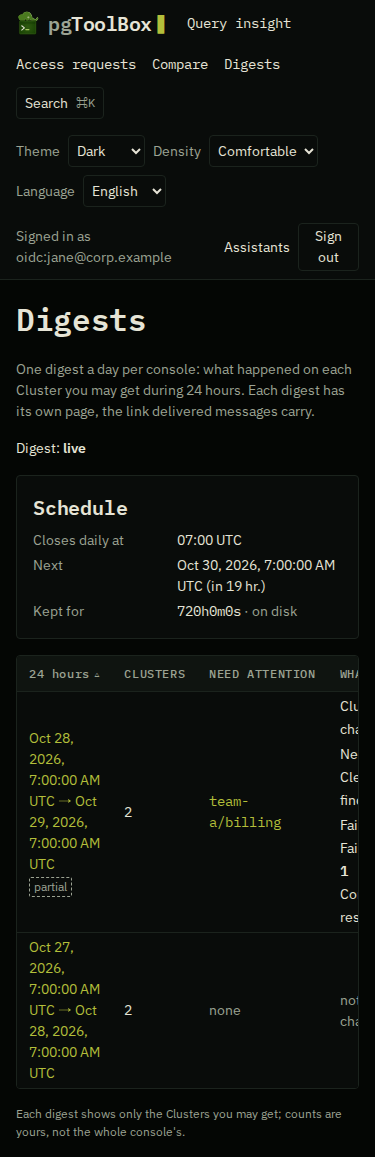 pgToolBox Query insight
Access requests Compare Digests
Search ⌘K
Theme Dark Density Comfortable
Language English
Signed in as
oidc:jane@corp.example
Assistants
Sign
out
Digests
One digest a day per console: what happened on each
Cluster you may get during 24 hours. Each digest has
its own page, the link delivered messages carry.
Digest: live
Schedule
Closes daily at 07:00 UTC
Next Oct 30, 2026, 7:00:00 AM
UTC (in 19 hr.)
Kept for 720h0m0s · on disk
24 hours CLUSTERS NEED ATTENTION
Oct 28,
2026,
7:00:00 AM
UTC → Oct
29, 2026,
7:00:00 AM
UTC
partial
2
team-
a/billing
1
Oct 27,
2026,
7:00:00 AM
UTC → Oct
28, 2026,
7:00:00 AM
UTC
2
none
Each digest shows only the Clusters you may get; counts are
yours, not the whole console's.